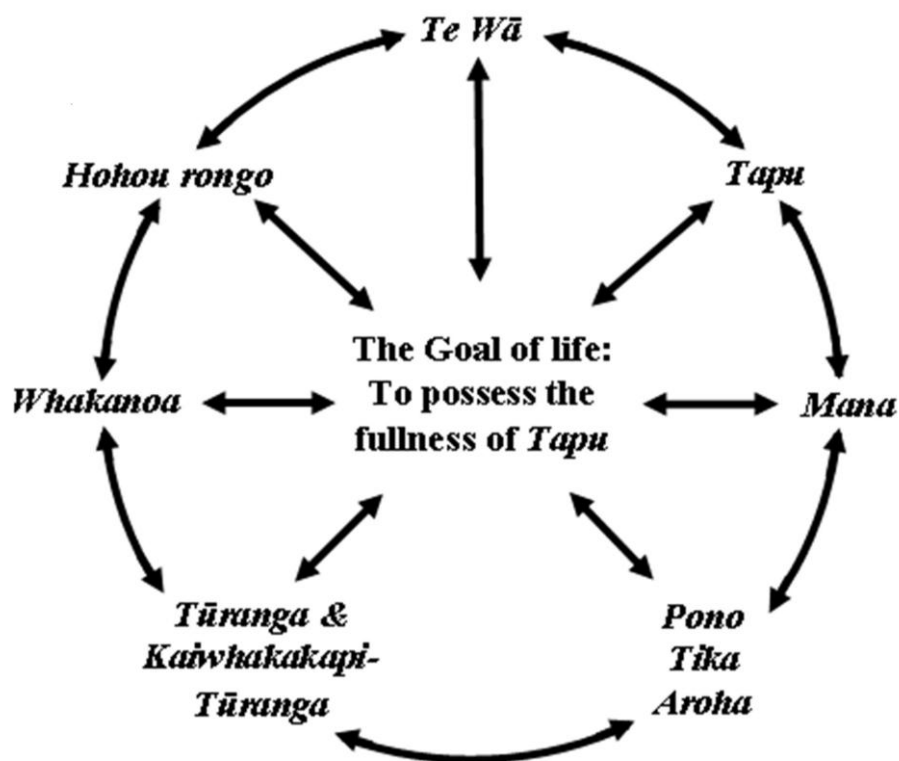 Te Wā
Hohou rongo
Tapu
The Goal of life:
To possess the
fullness of Tapu
Whakanoa
Mana
Tūranga &
Kaiwhakakapi-
Tūranga
Pono
Tika
Aroha